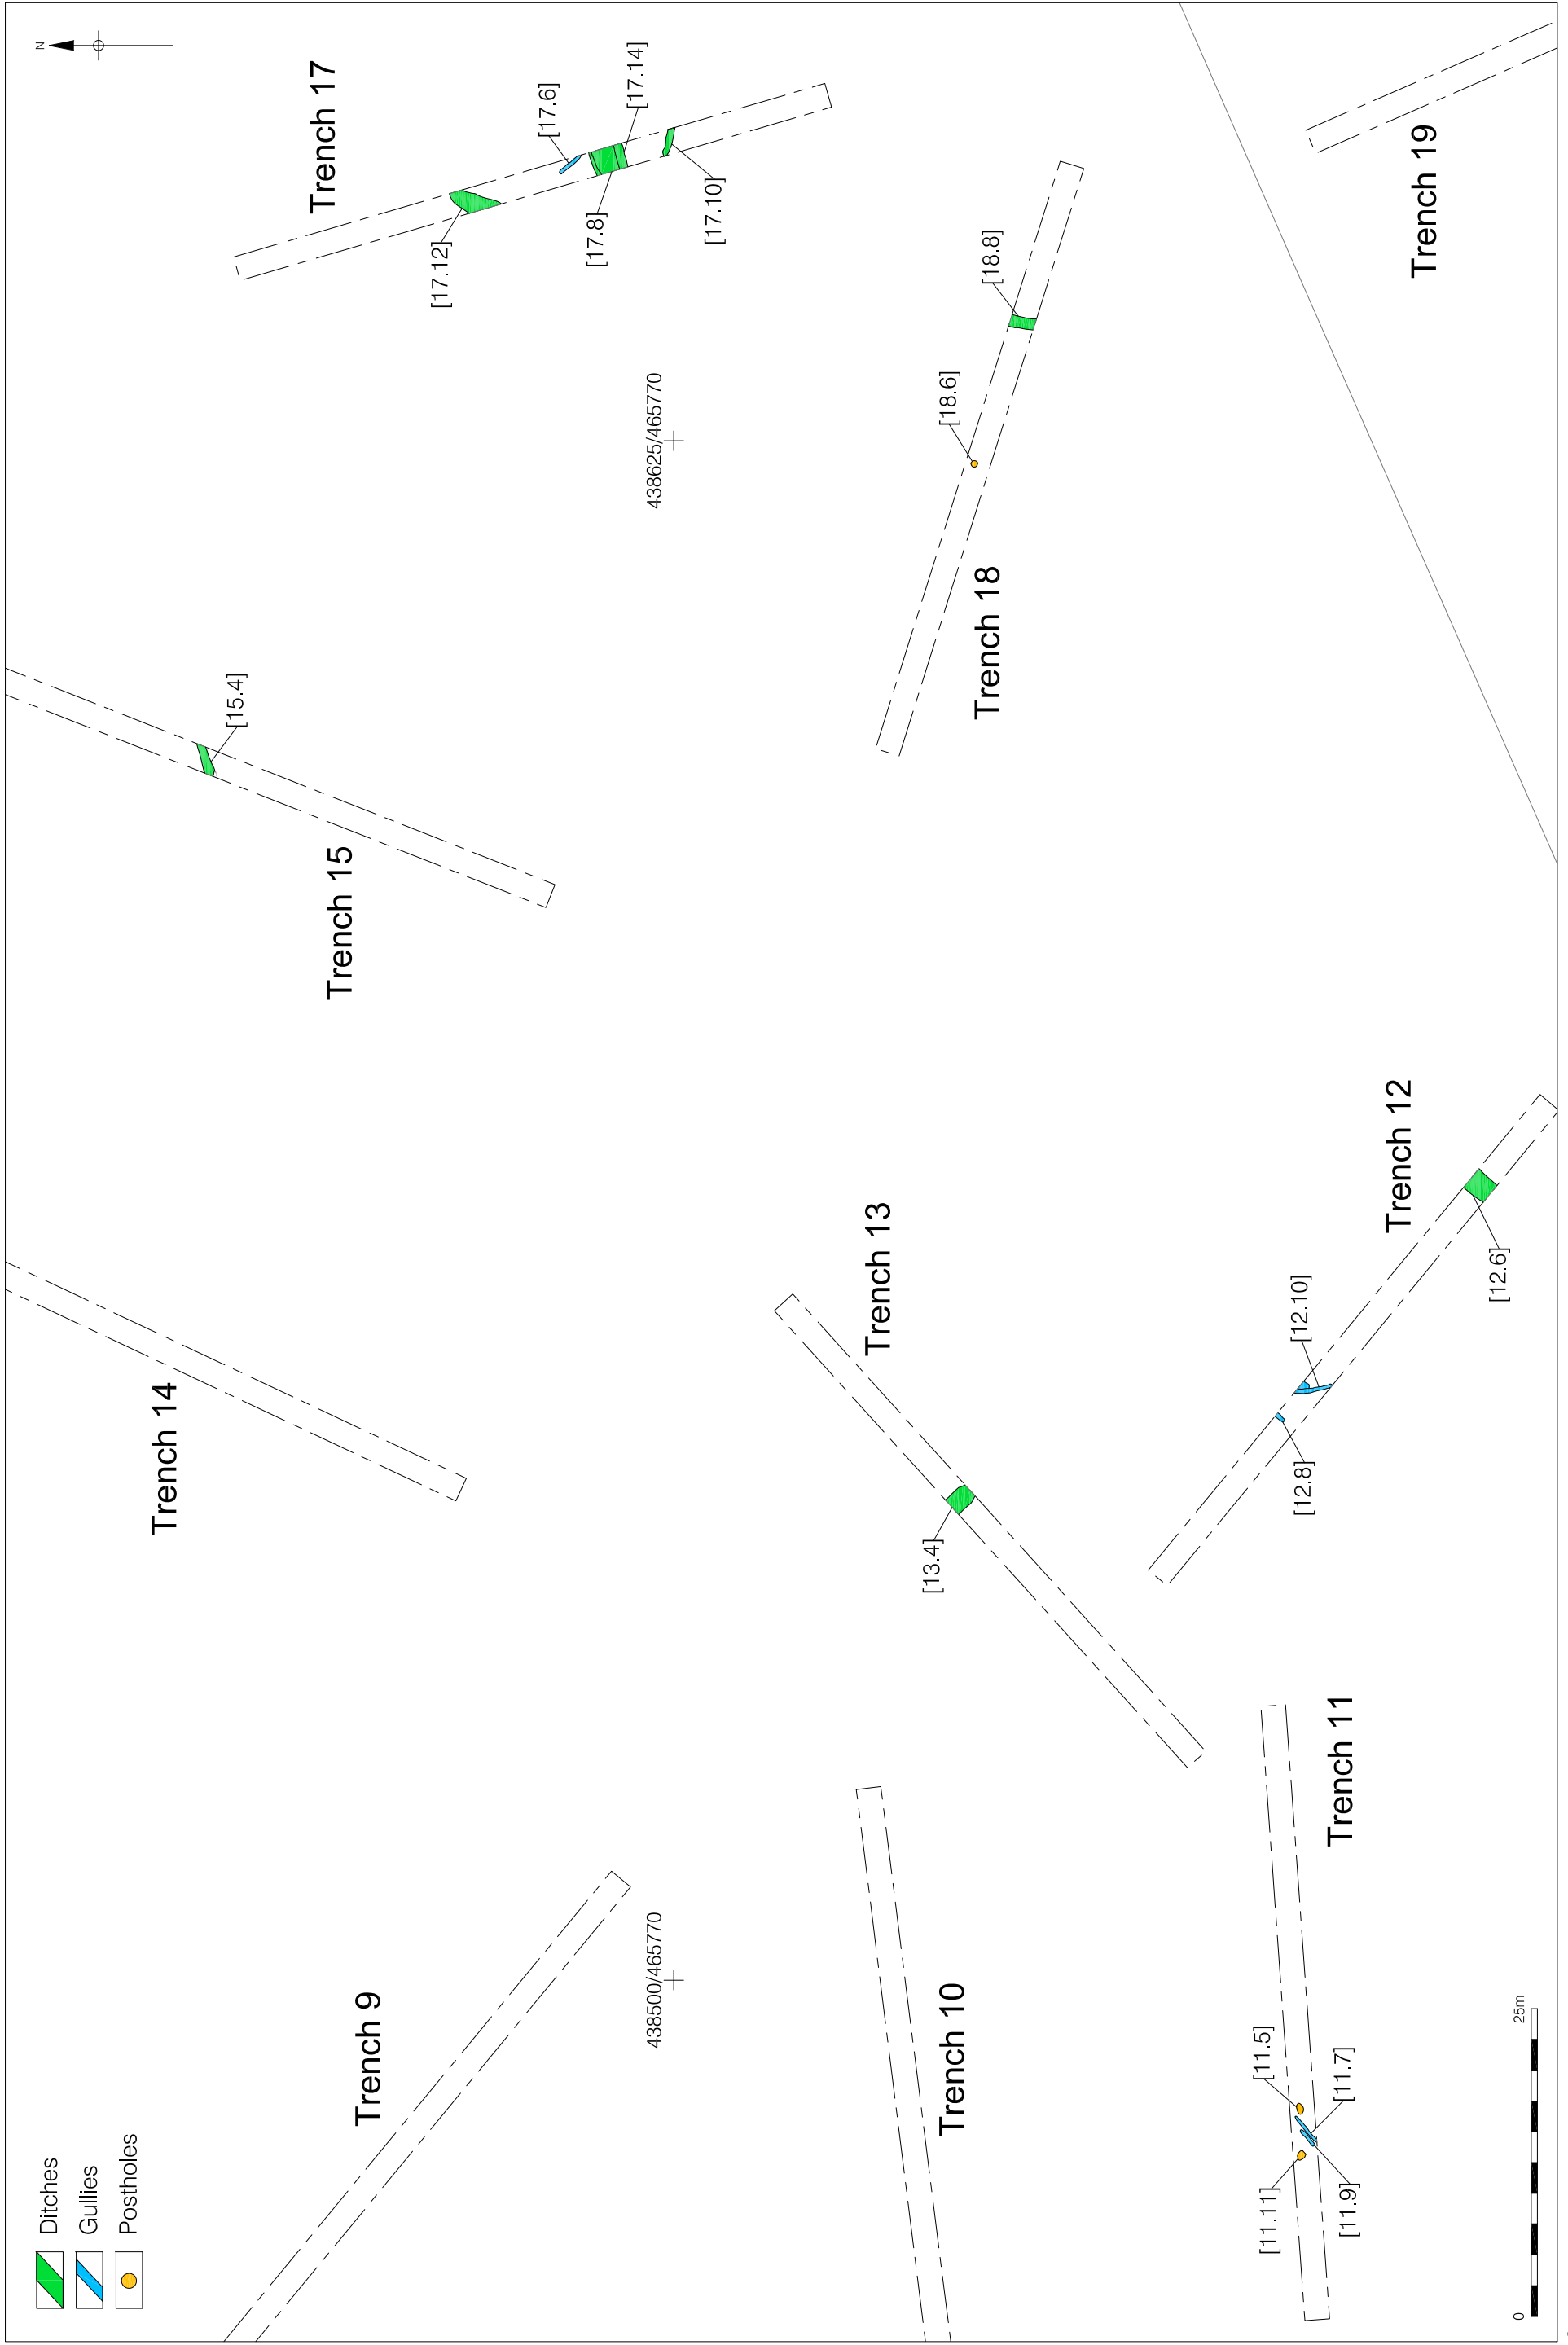 Ditches
Gullies
Postholes
N
Trench 9
Trench 14
Trench 15
[15.4]
Trench 17
[17.12]
[17.6]
[17.8]
[17.14]
[17.10]
438500/465770
438625/465770
Trench 10
Trench 13
[13.4]
Trench 18
[18.6]
[18.8]
Trench 11
[11.11]
[11.5]
[11.9]
[11.7]
Trench 12
[12.8]
[12.10]
[12.6]
Trench 19
0
25m